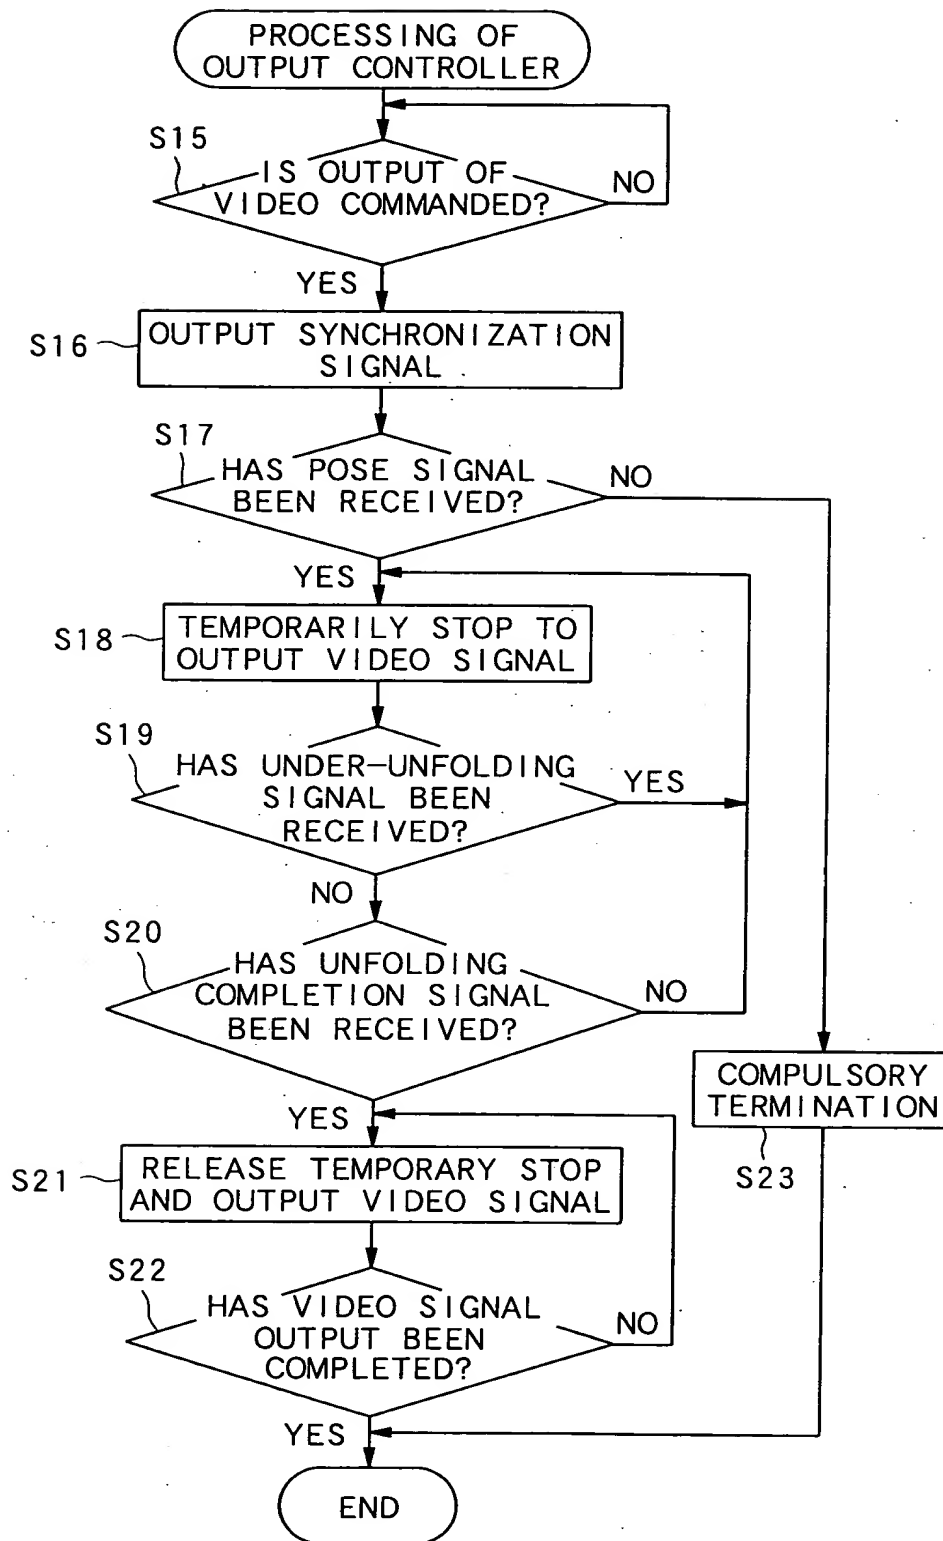 PROCESSING OF
OUTPUT CONTROLLER
S15
IS OUTPUT OF
VIDEO COMMANDED?
NO
YES
S16
OUTPUT SYNCHRONIZATION
SIGNAL
S17
HAS POSE SIGNAL
BEEN RECEIVED?
NO
YES
S18
TEMPORARILY STOP TO
OUTPUT VIDEO SIGNAL
S19
HAS UNDER-UNFOLDING
SIGNAL BEEN
RECEIVED?
YES
NO
S20
HAS UNFOLDING
COMPLETION SIGNAL
BEEN RECEIVED?
NO
COMPULSORY
TERMINATION
S23
YES
S21
RELEASE TEMPORARY STOP
AND OUTPUT VIDEO SIGNAL
S22
HAS VIDEO SIGNAL
OUTPUT BEEN
COMPLETED?
NO
YES
END